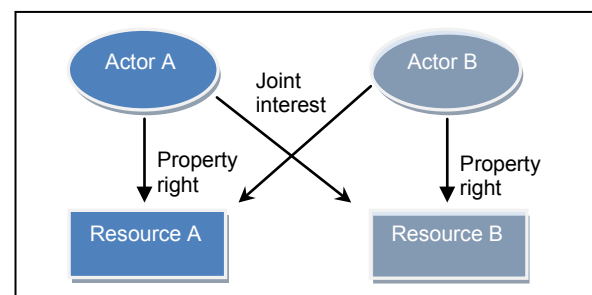 Actor A
Actor B
Joint
interest
Property
right
Property
right
Resource A
Resource B